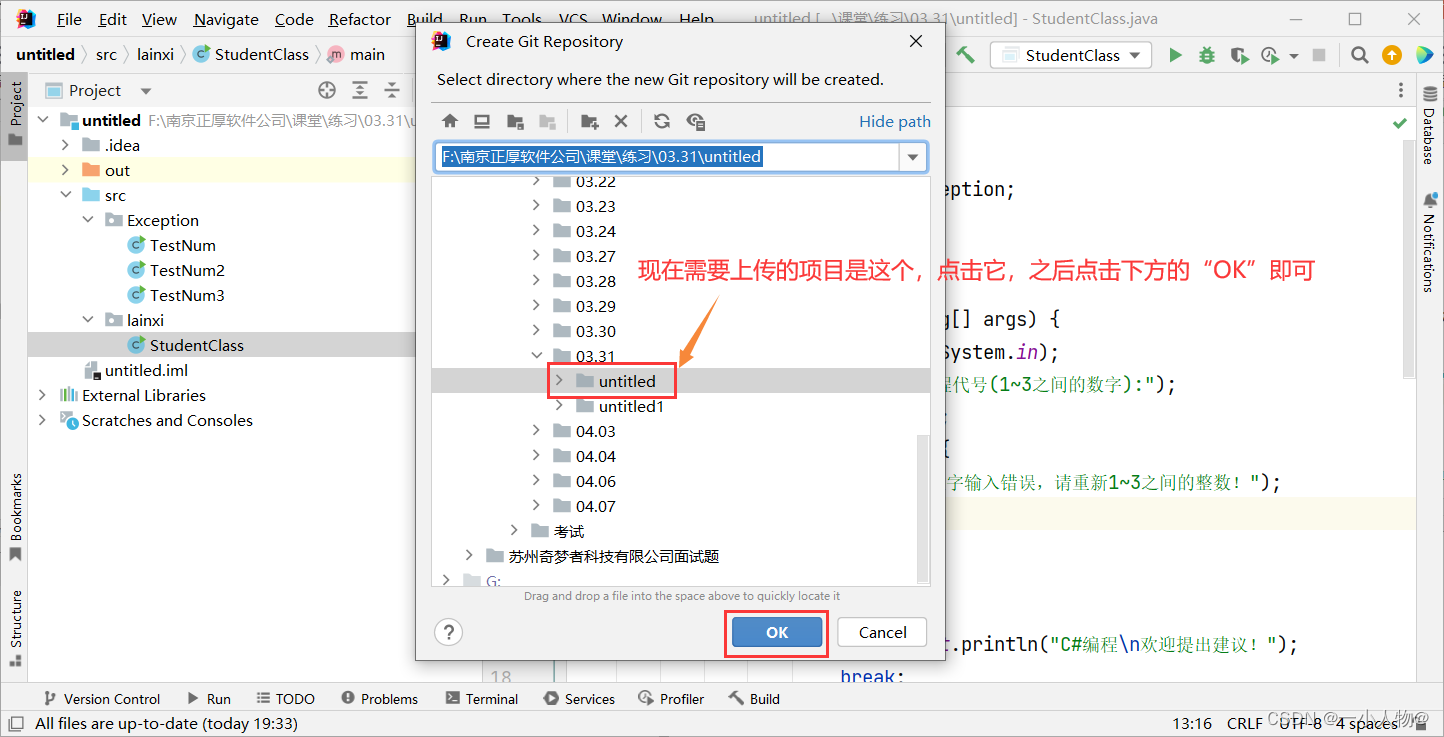 File Edit View Navigate Code Refactor Build Run Tools VCS Window Help untitled [...\课堂\练习\03.31\untitled] - StudentClass.java
untitled src lainxi StudentClass main
StudentClass
Project
Project
untitled F:\南京正厚软件公司\课堂\练习\03.31\u
.idea
out
src
Exception
TestNum
TestNum2
TestNum3
lainxi
StudentClass
untitled.iml
External Libraries
Scratches and Consoles
Bookmarks
Structure
Create Git Repository
Select directory where the new Git repository will be created.
Hide path
F:\南京正厚软件公司\课堂\练习\03.31\untitled
03.22
03.23
03.24
03.27
03.28
03.29
03.30
03.31
untitled
untitled1
04.03
04.04
04.06
04.07
考试
苏州奇梦者科技有限公司面试题
G:
Drag and drop a file into the space above to quickly locate it
?
OK
Cancel
现在需要上传的项目是这个，点击它，之后点击下方的“OK”即可
eption;
g[] args) {
System.in);
程代号(1~3之间的数字):");
{
字输入错误，请重新1~3之间的整数！");
t.println("C#编程\n欢迎提出建议！");
18
break;
Database
Notifications
Version Control Run TODO Problems Terminal Services Profiler Build
All files are up-to-date (today 19:33)
13:16 CRLF UTF-8 4 spaces
CSDN @一小人物@